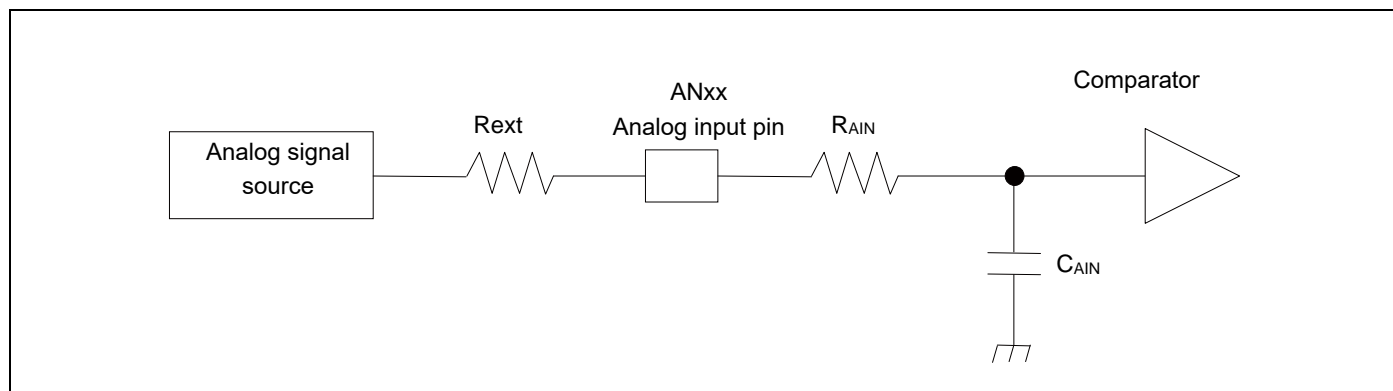 Comparator
ANxx
Analog input pin
Rext
RAIN
Analog signal
source
CAIN